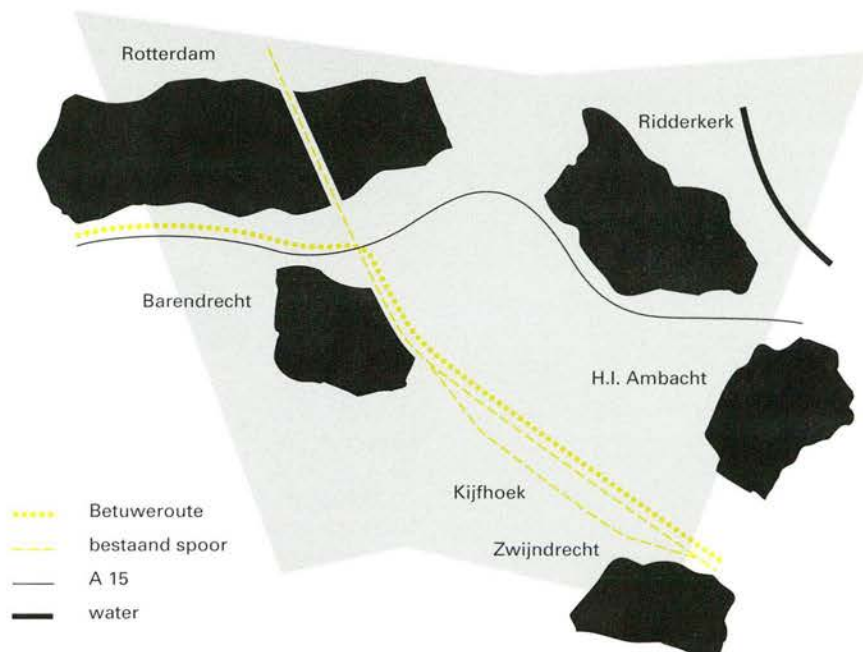 Rotterdam
Ridderkerk
Barendrecht
H.I. Ambacht
Kijfhoek
Zwijndrecht
Betuweroute
bestaand spoor
A 15
water